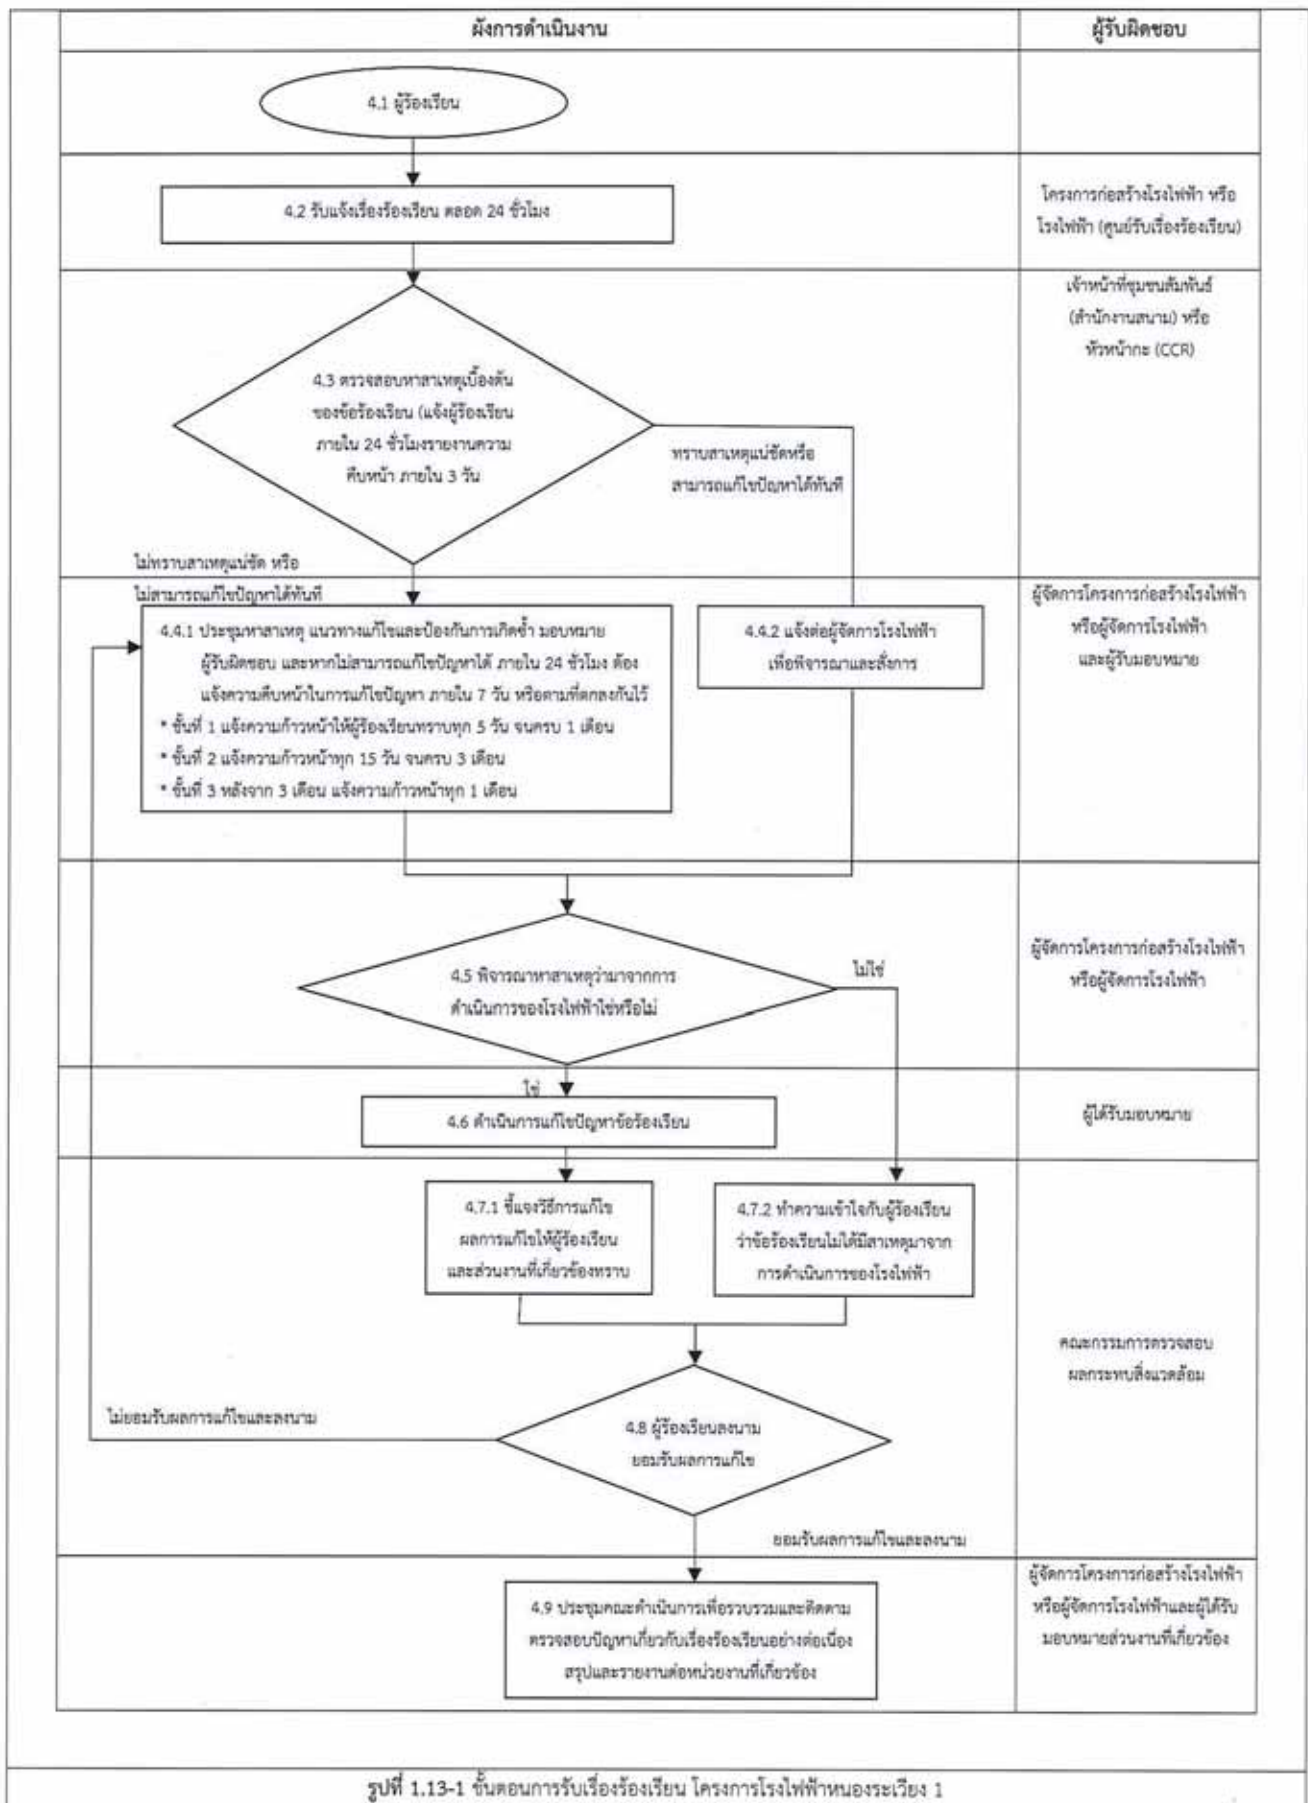 ผังการดำเนินงาน
ผู้รับผิดชอบ
4.1 ผู้ร้องเรียน
4.2 รับแจ้งเรื่องร้องเรียน ตลอด 24 ชั่วโมง
โครงการก่อสร้างโรงไฟฟ้า หรือ
โรงไฟฟ้า (ศูนย์รับเรื่องร้องเรียน)
4.3 ตรวจสอบหาสาเหตุเบื้องต้น
ของข้อร้องเรียน (แจ้งผู้ร้องเรียน
ภายใน 24 ชั่วโมงรายงานความ
คืบหน้า ภายใน 3 วัน
เจ้าหน้าที่ชุมชนสัมพันธ์
(สำนักงานสนาม) หรือ
หัวหน้ากะ (CCR)
ทราบสาเหตุแน่ชัดหรือ
สามารถแก้ไขปัญหาได้ทันที
ไม่ทราบสาเหตุแน่ชัด หรือ
ไม่สามารถแก้ไขปัญหาได้ทันที
4.4.1 ประชุมหาสาเหตุ แนวทางแก้ไขและป้องกันการเกิดซ้ำ มอบหมาย
ผู้รับผิดชอบ และหากไม่สามารถแก้ไขปัญหาได้ ภายใน 24 ชั่วโมง ต้อง
แจ้งความคืบหน้าในการแก้ไขปัญหา ภายใน 7 วัน หรือตามที่ตกลงกันไว้
* ขั้นที่ 1 แจ้งความก้าวหน้าให้ผู้ร้องเรียนทราบทุก 5 วัน จนครบ 1 เดือน
* ขั้นที่ 2 แจ้งความก้าวหน้าทุก 15 วัน จนครบ 3 เดือน
* ขั้นที่ 3 หลังจาก 3 เดือน แจ้งความก้าวหน้าทุก 1 เดือน
4.4.2 แจ้งต่อผู้จัดการโรงไฟฟ้า
เพื่อพิจารณาและสั่งการ
ผู้จัดการโครงการก่อสร้างโรงไฟฟ้า
หรือผู้จัดการโรงไฟฟ้า
และผู้รับมอบหมาย
4.5 พิจารณาหาสาเหตุว่ามาจากการ
ดำเนินการของโรงไฟฟ้าใช่หรือไม่
ไม่ใช่
ผู้จัดการโครงการก่อสร้างโรงไฟฟ้า
หรือผู้จัดการโรงไฟฟ้า
ใช่
4.6 ดำเนินการแก้ไขปัญหาข้อร้องเรียน
ผู้ได้รับมอบหมาย
4.7.1 ชี้แจงวิธีการแก้ไข
ผลการแก้ไขให้ผู้ร้องเรียน
และส่วนงานที่เกี่ยวข้องทราบ
4.7.2 ทำความเข้าใจกับผู้ร้องเรียน
ว่าข้อร้องเรียนไม่ได้มีสาเหตุมาจาก
การดำเนินการของโรงไฟฟ้า
คณะกรรมการตรวจสอบ
ผลกระทบสิ่งแวดล้อม
ไม่ยอมรับผลการแก้ไขและลงนาม
4.8 ผู้ร้องเรียนลงนาม
ยอมรับผลการแก้ไข
ยอมรับผลการแก้ไขและลงนาม
4.9 ประชุมคณะดำเนินการเพื่อรวบรวมและติดตาม
ตรวจสอบปัญหาเกี่ยวกับเรื่องร้องเรียนอย่างต่อเนื่อง
สรุปและรายงานต่อหน่วยงานที่เกี่ยวข้อง
ผู้จัดการโครงการก่อสร้างโรงไฟฟ้า
หรือผู้จัดการโรงไฟฟ้าและผู้ได้รับ
มอบหมายส่วนงานที่เกี่ยวข้อง
รูปที่ 1.13-1 ขั้นตอนการรับเรื่องร้องเรียน โครงการโรงไฟฟ้าหนองระเวียง 1